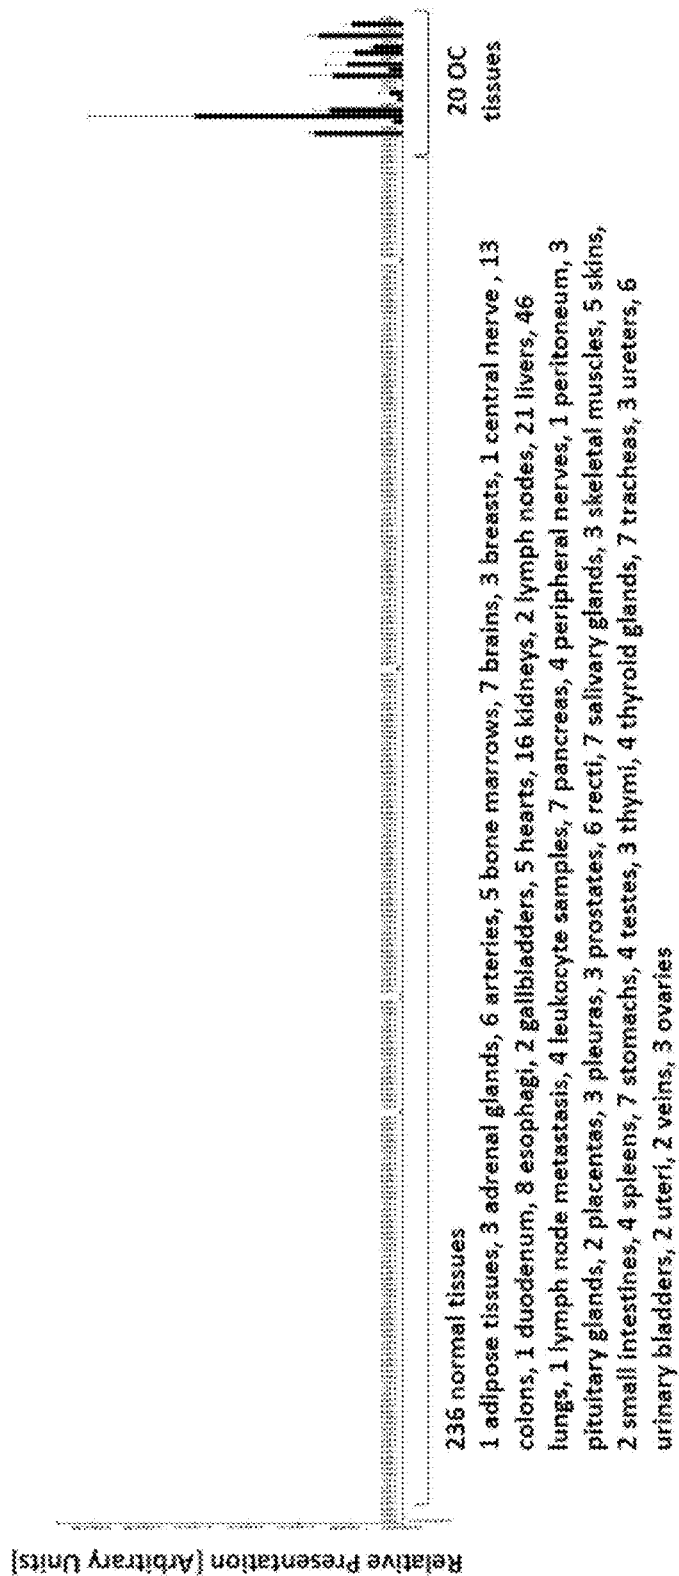 Relative Presentation [Arbitrary Units]
236 normal tissues
1 adipose tissues, 3 adrenal glands, 6 arteries, 5 bone marrows, 7 brains, 3 breasts, 1 central nerve , 13
colons, 1 duodenum, 8 esophagi, 2 gallbladders, 5 hearts, 16 kidneys, 2 lymph nodes, 21 livers, 46
lungs, 1 lymph node metastasis, 4 leukocyte samples, 7 pancreas, 4 peripheral nerves, 1 peritoneum, 3
pituitary glands, 2 placentas, 3 pleuras, 3 prostates, 6 recti, 7 salivary glands, 3 skeletal muscles, 5 skins,
2 small intestines, 4 spleens, 7 stomachs, 4 testes, 3 thymi, 4 thyroid glands, 7 tracheas, 3 ureters, 6
urinary bladders, 2 uteri, 2 veins, 3 ovaries
20 OC
tissues